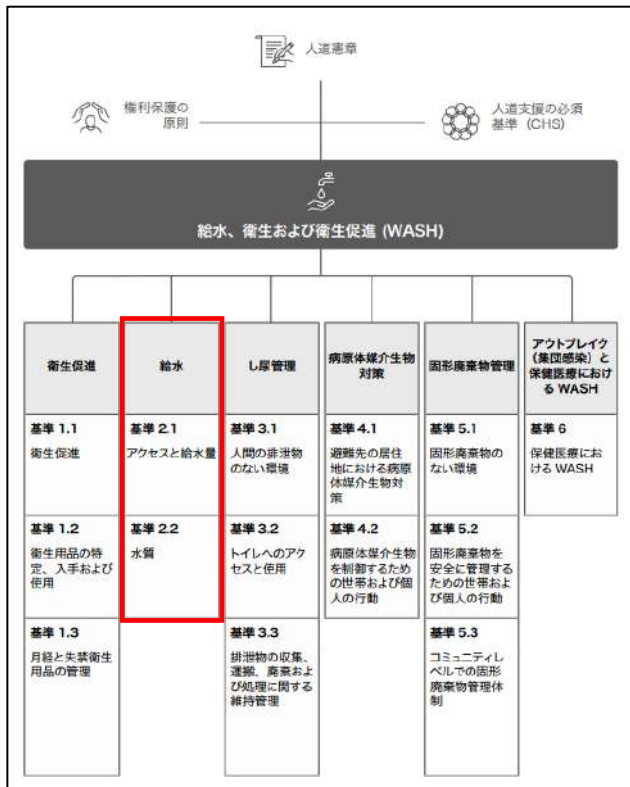 人道憲章
権利保護の
原則
人道支援の必須
基準 (CHS)
給水、衛生および衛生促進 (WASH)
衛生促進
給水
し尿管理
病原体媒介生物
対策
固形廃棄物管理
アウトブレイク
(集団感染) と
保健医療におけ
る WASH
基準 1.1
衛生促進
基準 2.1
アクセスと給水量
基準 3.1
人間の排泄物
のない環境
基準 4.1
避難先の居住
地における病原
体媒介生物対
策
基準 5.1
固形廃棄物の
ない環境
基準 6
保健医療にお
ける WASH
基準 1.2
衛生用品の特
定、入手および
使用
基準 2.2
水質
基準 3.2
トイレへのアク
セスと使用
基準 4.2
病原体媒介生物
を制御するため
の世帯および個
人の行動
基準 5.2
固形廃棄物を
安全に管理する
ための世帯およ
び個人の行動
基準 1.3
月経と失禁衛生
用品の管理
基準 3.3
排泄物の収集、
運搬、廃棄およ
び処理に関する
維持管理
基準 5.3
コミュニティレ
ベルでの固形
廃棄物管理体
制